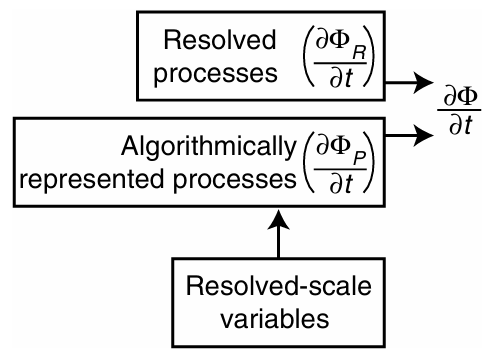 Resolved processes (∂Φ_R/∂t)
∂Φ/∂t
Algorithmically represented processes (∂Φ_P/∂t)
Resolved-scale
variables